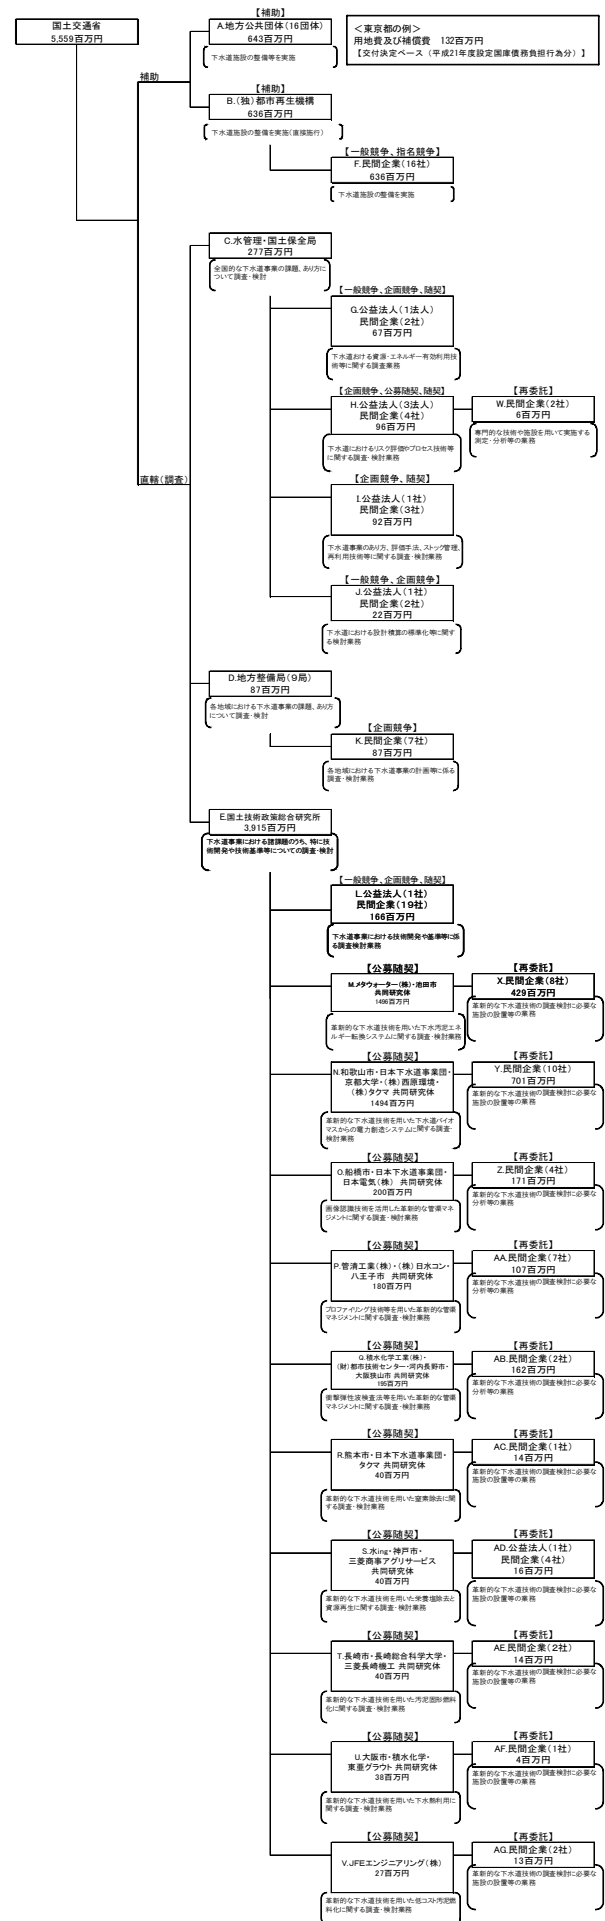 国土交通省
5,559百万円
【補助】
A.地方公共団体(16団体)
643百万円
下水道施設の整備等を実施
<東京都の例>
用地費及び補償費 132百万円
【交付決定ベース(平成21年度設定国庫債務負担行為分)】
補助
【補助】
B.(独)都市再生機構
636百万円
下水道施設の整備を実施(直接施行)
【一般競争、指名競争】
F.民間企業(16社)
636百万円
下水道施設の整備を実施
C.水管理・国土保全局
277百万円
全国的な下水道事業の課題、あり方
について調査・検討
【一般競争、企画競争、随契】
G.公益法人(1法人)
民間企業(2社)
67百万円
下水道おける資源・エネルギー有効利用技
術等に関する調査業務
【企画競争、公募随契、随契】
H.公益法人(3法人)
民間企業(4社)
96百万円
下水道におけるリスク評価やプロセス技術等
に関する調査・検討業務
【再委託】
W.民間企業(2社)
6百万円
専門的な技術や施設を用いて実施する
測定・分析等の業務
直轄(調査)
【企画競争、随契】
I.公益法人(1社)
民間企業(3社)
92百万円
下水道事業のあり方、評価手法、ストック管理、
再利用技術等に関する調査・検討業務
【一般競争、企画競争】
J.公益法人(1社)
民間企業(2社)
22百万円
下水道における設計積算の標準化等に関す
る検討業務
D.地方整備局(9局)
87百万円
各地域における下水道事業の課題、あり方
について調査・検討
【企画競争】
K.民間企業(7社)
87百万円
各地域における下水道事業の計画等に係る
調査・検討業務
E.国土技術政策総合研究所
3,915百万円
下水道事業における諸課題のうち、特に技
術開発や技術基準等についての調査・検討
【一般競争、企画競争、随契】
L.公益法人(1社)
民間企業(19社)
166百万円
下水道事業における技術開発や基準等に係
る調査検討業務
【公募随契】
M.メタウォーター(株)・池田市
共同研究体
1496百万円
革新的な下水道技術を用いた下水汚泥エネ
ルギー転換システムに関する調査・検討業務
【再委託】
X.民間企業(8社)
429百万円
革新的な下水道技術の調査検討に必要な
施設の設置等の業務
【公募随契】
N.和歌山市・日本下水道事業団・
京都大学・(株)西原環境・
(株)タクマ 共同研究体
1494百万円
革新的な下水道技術を用いた下水道バイオ
マスからの電力創造システムに関する調査・
検討業務
【再委託】
Y.民間企業(10社)
701百万円
革新的な下水道技術の調査検討に必要な
施設の設置等の業務
【公募随契】
O.船橋市・日本下水道事業団・
日本電気(株) 共同研究体
200百万円
画像認識技術を活用した革新的な管渠マネ
ジメントに関する調査・検討業務
【再委託】
Z.民間企業(4社)
171百万円
革新的な下水道技術の調査検討に必要な
分析等の業務
【公募随契】
P.管清工業(株)・(株)日水コン・
八王子市 共同研究体
180百万円
プロファイリング技術等を用いた革新的な管渠
マネジメントに関する調査・検討業務
【再委託】
AA.民間企業(7社)
107百万円
革新的な下水道技術の調査検討に必要な
分析等の業務
【公募随契】
Q.積水化学工業(株)・
(財)都市技術センター・河内長野市・
大阪狭山市 共同研究体
195百万円
衝撃弾性波検査法等を用いた革新的な管渠
マネジメントに関する調査・検討業務
【再委託】
AB.民間企業(2社)
162百万円
革新的な下水道技術の調査検討に必要な
分析等の業務
【公募随契】
R.熊本市・日本下水道事業団・
タクマ 共同研究体
40百万円
革新的な下水道技術を用いた窒素除去に関
する調査・検討業務
【再委託】
AC.民間企業(1社)
14百万円
革新的な下水道技術の調査検討に必要な
施設の設置等の業務
【公募随契】
S.水ing・神戸市・
三菱商事アグリサービス
共同研究体
40百万円
革新的な下水道技術を用いた栄養塩除去と
資源再生に関する調査・検討業務
【再委託】
AD.公益法人(1社)
民間企業(4社)
16百万円
革新的な下水道技術の調査検討に必要な
施設の設置等の業務
【公募随契】
T.長崎市・長崎総合科学大学・
三菱長崎機工 共同研究体
40百万円
革新的な下水道技術を用いた汚泥固形燃料
化に関する調査・検討業務
【再委託】
AE.民間企業(2社)
14百万円
革新的な下水道技術の調査検討に必要な
施設の設置等の業務
【公募随契】
U.大阪市・積水化学・
東亜グラウト 共同研究体
38百万円
革新的な下水道技術を用いた下水熱利用に
関する調査・検討業務
【再委託】
AF.民間企業(1社)
4百万円
革新的な下水道技術の調査検討に必要な
施設の設置等の業務
【公募随契】
V.JFEエンジニアリング(株)
27百万円
革新的な下水道技術を用いた低コスト汚泥燃
料化に関する調査・検討業務
【再委託】
AG.民間企業(2社)
13百万円
革新的な下水道技術の調査検討に必要な
施設の設置等の業務